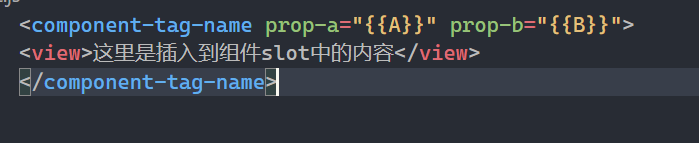 <component-tag-name prop-a="{{A}}" prop-b="{{B}}">
<view>这里是插入到组件slot中的内容</view>
</component-tag-name>